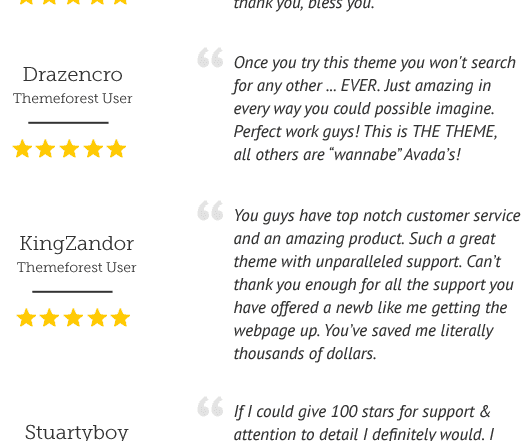 thank you, bless you.
Drazencro
Themeforest User
Once you try this theme you won't search
for any other ... EVER. Just amazing in
every way you could possible imagine.
Perfect work guys! This is THE THEME,
all others are “wannabe” Avada’s!
KingZandor
Themeforest User
You guys have top notch customer service
and an amazing product. Such a great
theme with unparalleled support. Can’t
thank you enough for all the support you
have offered a newb like me getting the
webpage up. You’ve saved me literally
thousands of dollars.
Stuartyboy
If I could give 100 stars for support &
attention to detail I definitely would. I